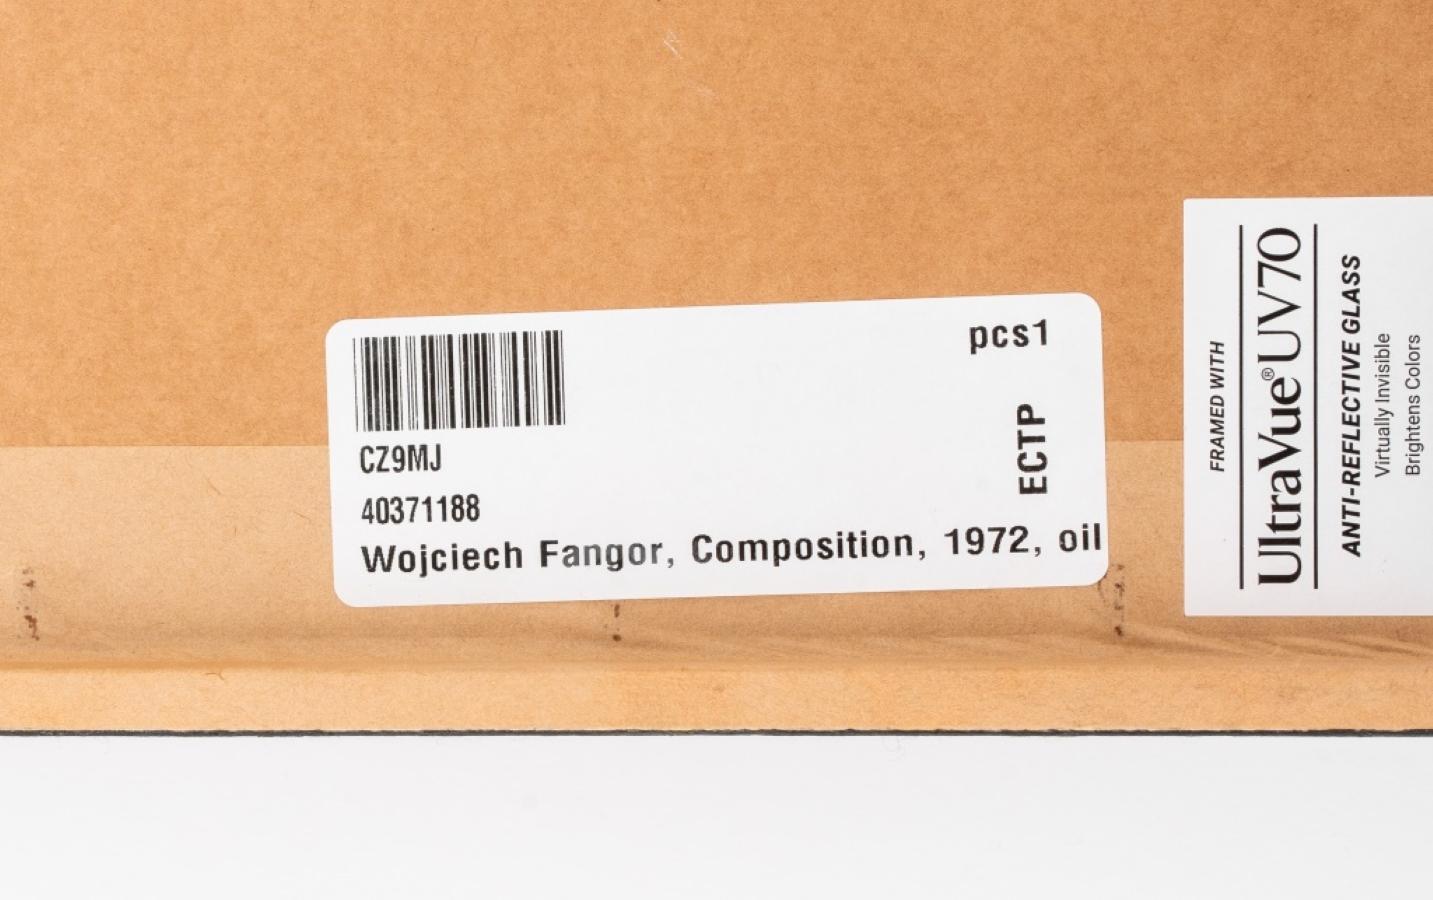 pcs1
CZ9MJ
ECTP
40371188
Wojciech Fangor, Composition, 1972, oil
FRAMED WITH
UltraVue® UV70
ANTI-REFLECTIVE GLASS
Virtually Invisible
Brightens Colors